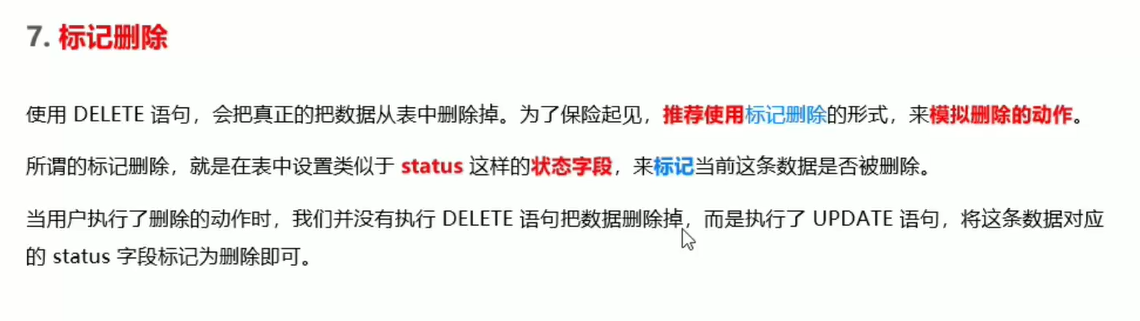 7. 标记删除
使用 DELETE 语句，会把真正的把数据从表中删除掉。为了保险起见，推荐使用标记删除的形式，来模拟删除的动作。
所谓的标记删除，就是在表中设置类似于 status 这样的状态字段，来标记当前这条数据是否被删除。
当用户执行了删除的动作时，我们并没有执行 DELETE 语句把数据删除掉，而是执行了 UPDATE 语句，将这条数据对应
的 status 字段标记为删除即可。